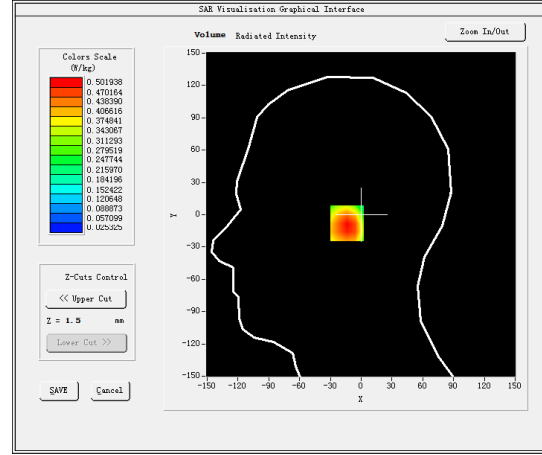 SAR Visualisation Graphical Interface
Volume Radiated Intensity
Zoom In/Out
Colors Scale
(W/kg)
0.501938
0.470164
0.438390
0.406616
0.374841
0.343067
0.311293
0.279519
0.247744
0.215970
0.184196
0.152422
0.120648
0.088873
0.057099
0.025325
Z-Cuts Control
<< Upper Cut
Z = 1.5 mm
Lower Cut >>
SAVE Cancel
150
120
90
60
30
0
-30
-60
-90
-120
-150
Y
-150 -120 -90 -60 -30 0 30 60 90 120 150
X